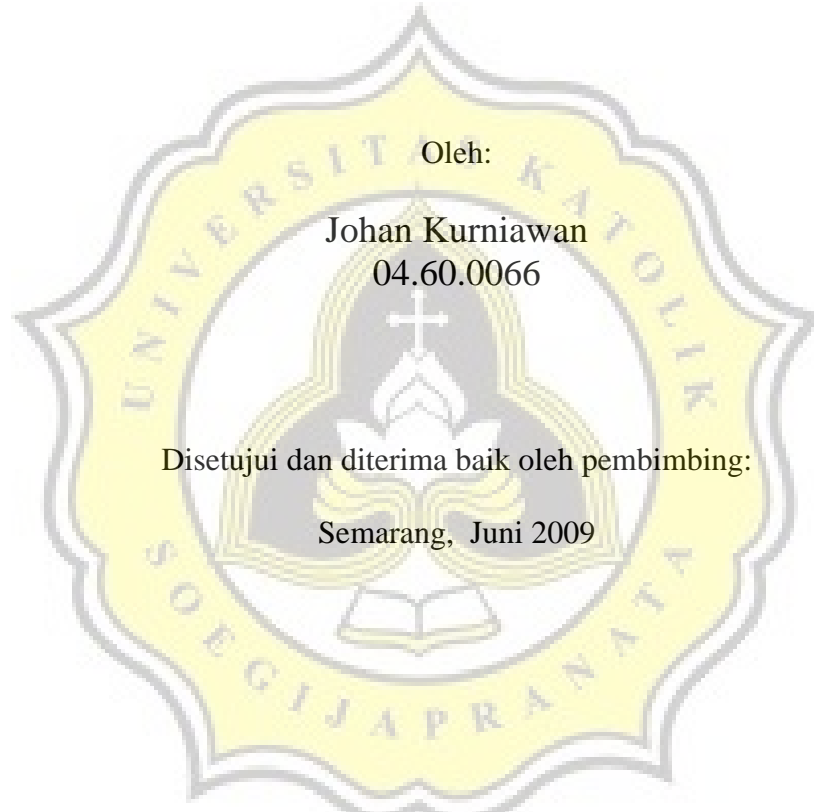 Oleh:
Johan Kurniawan
04.60.0066
Disetujui dan diterima baik oleh pembimbing:
Semarang, Juni 2009
UNIVERSITAS KATOLIK
SOEGIJAPRANATA